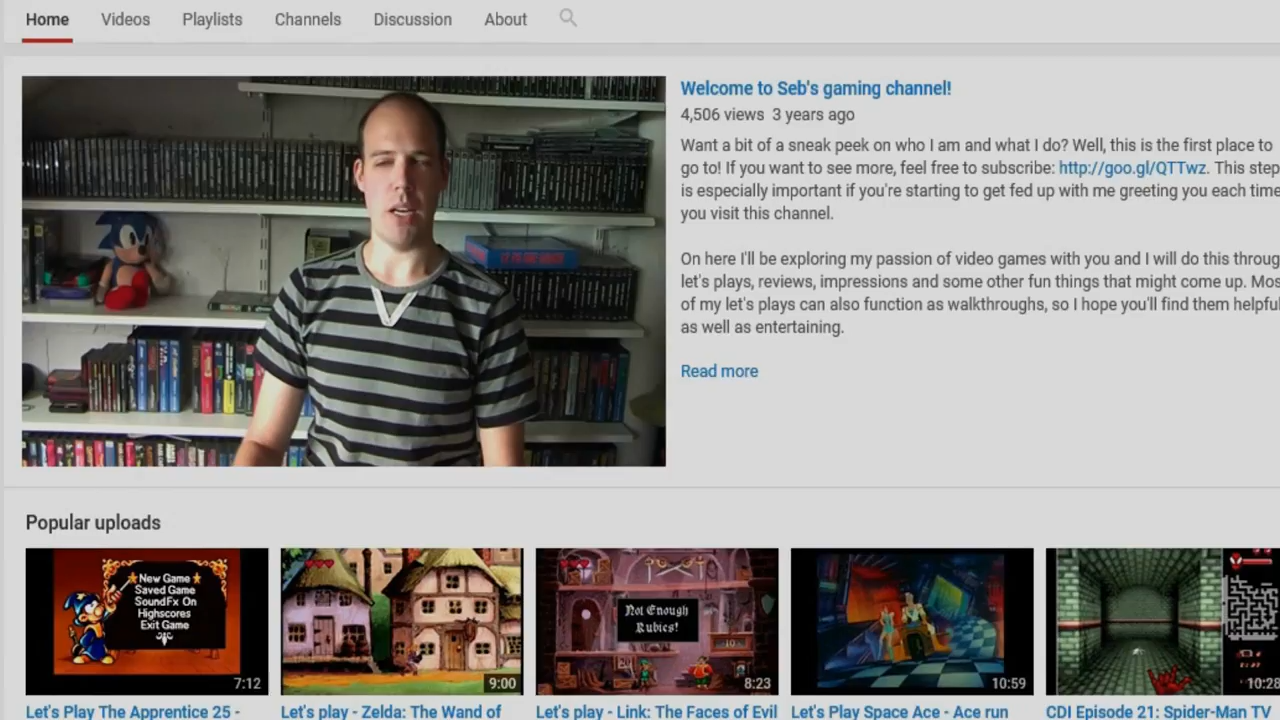 Home Videos Playlists Channels Discussion About
Welcome to Seb's gaming channel!
4,506 views 3 years ago
Want a bit of a sneak peek on who I am and what I do? Well, this is the first place to
go to! If you want to see more, feel free to subscribe: http://goo.gl/QTTwz. This step
is especially important if you're starting to get fed up with me greeting you each time
you visit this channel.
On here I'll be exploring my passion of video games with you and I will do this throug
let's plays, reviews, impressions and some other fun things that might come up. Mos
of my let's plays can also function as walkthroughs, so I hope you'll find them helpful
as well as entertaining.
Read more
Popular uploads
New Game
Saved Game
SoundFx On
Highscores
Exit Game
7:12
9:00
Not Enough
Rubies!
10
20
8:23
10:59
10:28
Let's Play The Apprentice 25 -
Let's play - Zelda: The Wand of
Let's play - Link: The Faces of Evil
Let's Play Space Ace - Ace run
CDI Episode 21: Spider-Man TV